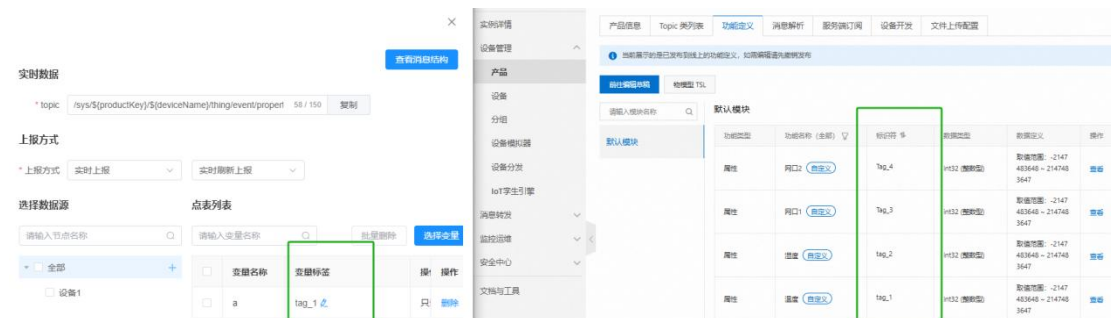 ×
查看消息结构
实时数据
* topic /sys/${productKey}/${deviceName}/thing/event/propert 58 / 150 复制
上报方式
* 上报方式 实时上报 实时刷新上报
选择数据源 点表列表
请输入节点名称 请输入变量名称 批量删除 选择变量
全部 +
变量名称 变量标签 操作
设备1
a tag_1 只 删除
实例详情
设备管理
产品
设备
分组
设备模拟器
设备分发
IoT孪生引擎
消息转发
监控运维
安全中心
文档与工具
产品信息 Topic 类列表 功能定义 消息解析 服务端订阅 设备开发 文件上传配置
当前展示的是已发布到线上的功能定义，如需编辑请先撤销发布
前往编辑草稿 物模型 TSL
请输入模块名称 默认模块
默认模块
功能类型 功能名称（全部） 标识符 数据类型 数据定义 操作
属性 网口2 自定义 Tag_4 int32 (整数型) 取值范围：-2147483648 ~ 2147483647 查看
属性 网口1 自定义 Tag_3 int32 (整数型) 取值范围：-2147483648 ~ 2147483647 查看
属性 湿度 自定义 tag_2 int32 (整数型) 取值范围：-2147483648 ~ 2147483647 查看
属性 温度 自定义 tag_1 int32 (整数型) 取值范围：-2147483648 ~ 2147483647 查看